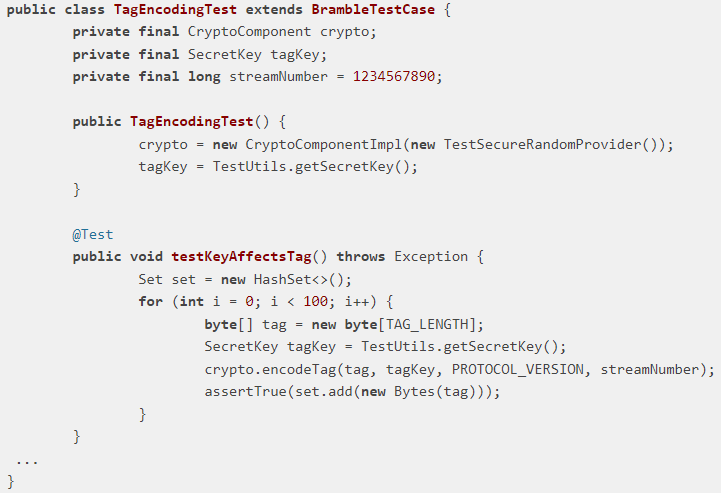 public class TagEncodingTest extends BrambleTestCase {
private final CryptoComponent crypto;
private final SecretKey tagKey;
private final long streamNumber = 1234567890;
public TagEncodingTest() {
crypto = new CryptoComponentImpl(new TestSecureRandomProvider());
tagKey = TestUtils.getSecretKey();
}
@Test
public void testKeyAffectsTag() throws Exception {
Set set = new HashSet<>();
for (int i = 0; i < 100; i++) {
byte[] tag = new byte[TAG_LENGTH];
SecretKey tagKey = TestUtils.getSecretKey();
crypto.encodeTag(tag, tagKey, PROTOCOL_VERSION, streamNumber);
assertTrue(set.add(new Bytes(tag)));
}
}
...
}